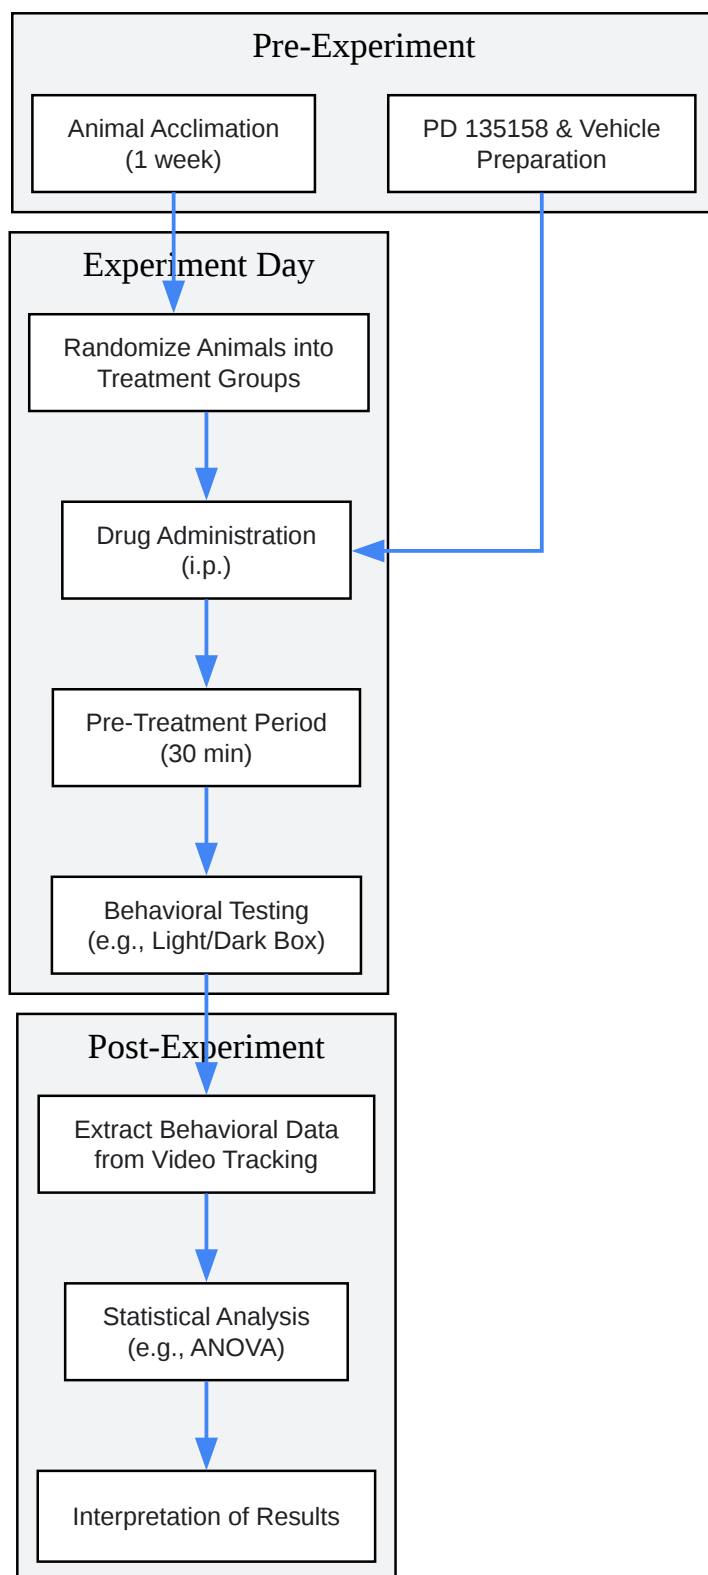 Pre-Experiment
Animal Acclimation
(1 week)
PD 135158 & Vehicle
Preparation
Experiment Day
Randomize Animals into
Treatment Groups
Drug Administration
(i.p.)
Pre-Treatment Period
(30 min)
Behavioral Testing
(e.g., Light/Dark Box)
Post-Experiment
Extract Behavioral Data
from Video Tracking
Statistical Analysis
(e.g., ANOVA)
Interpretation of Results